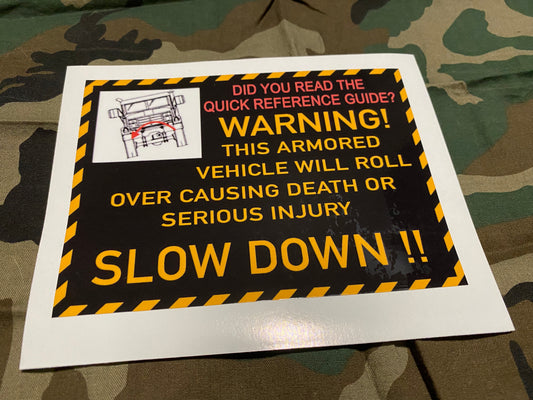 DID YOU READ THE
QUICK REFERENCE GUIDE?
WARNING!
THIS ARMORED
VEHICLE WILL ROLL
OVER CAUSING DEATH OR
SERIOUS INJURY
SLOW DOWN !!